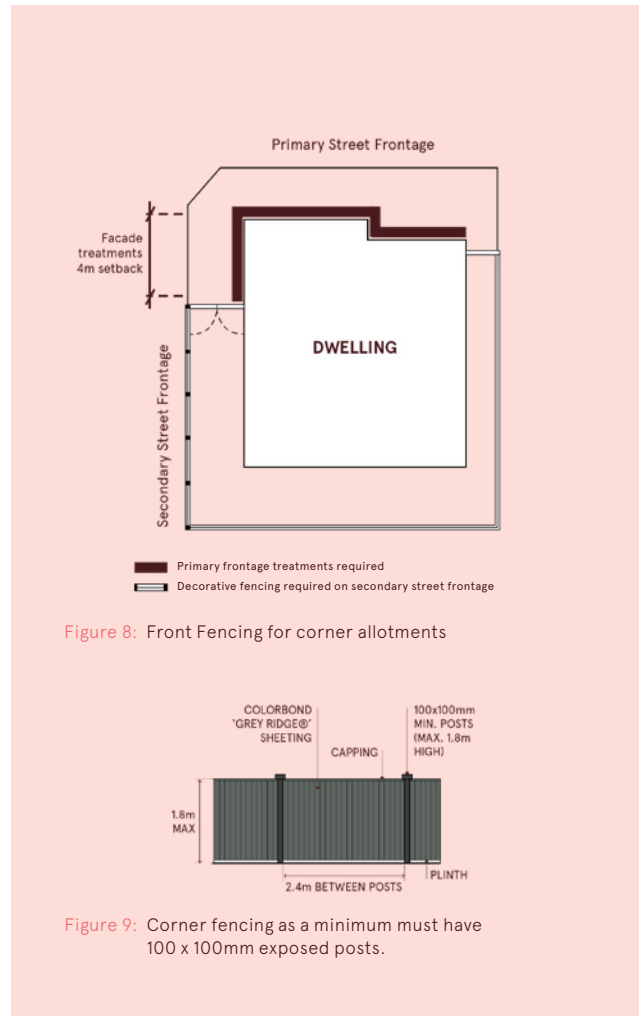 Primary Street Frontage
Facade
treatments
4m setback
DWELLING
Secondary Street Frontage
Primary frontage treatments required
Decorative fencing required on secondary street frontage
Figure 8: Front Fencing for corner allotments
COLORBOND
'GREY RIDGE®'
SHEETING
CAPPING
100x100mm
MIN. POSTS
(MAX. 1.8m
HIGH)
1.8m
MAX
PLINTH
2.4m BETWEEN POSTS
Figure 9: Corner fencing as a minimum must have
100 x 100mm exposed posts.